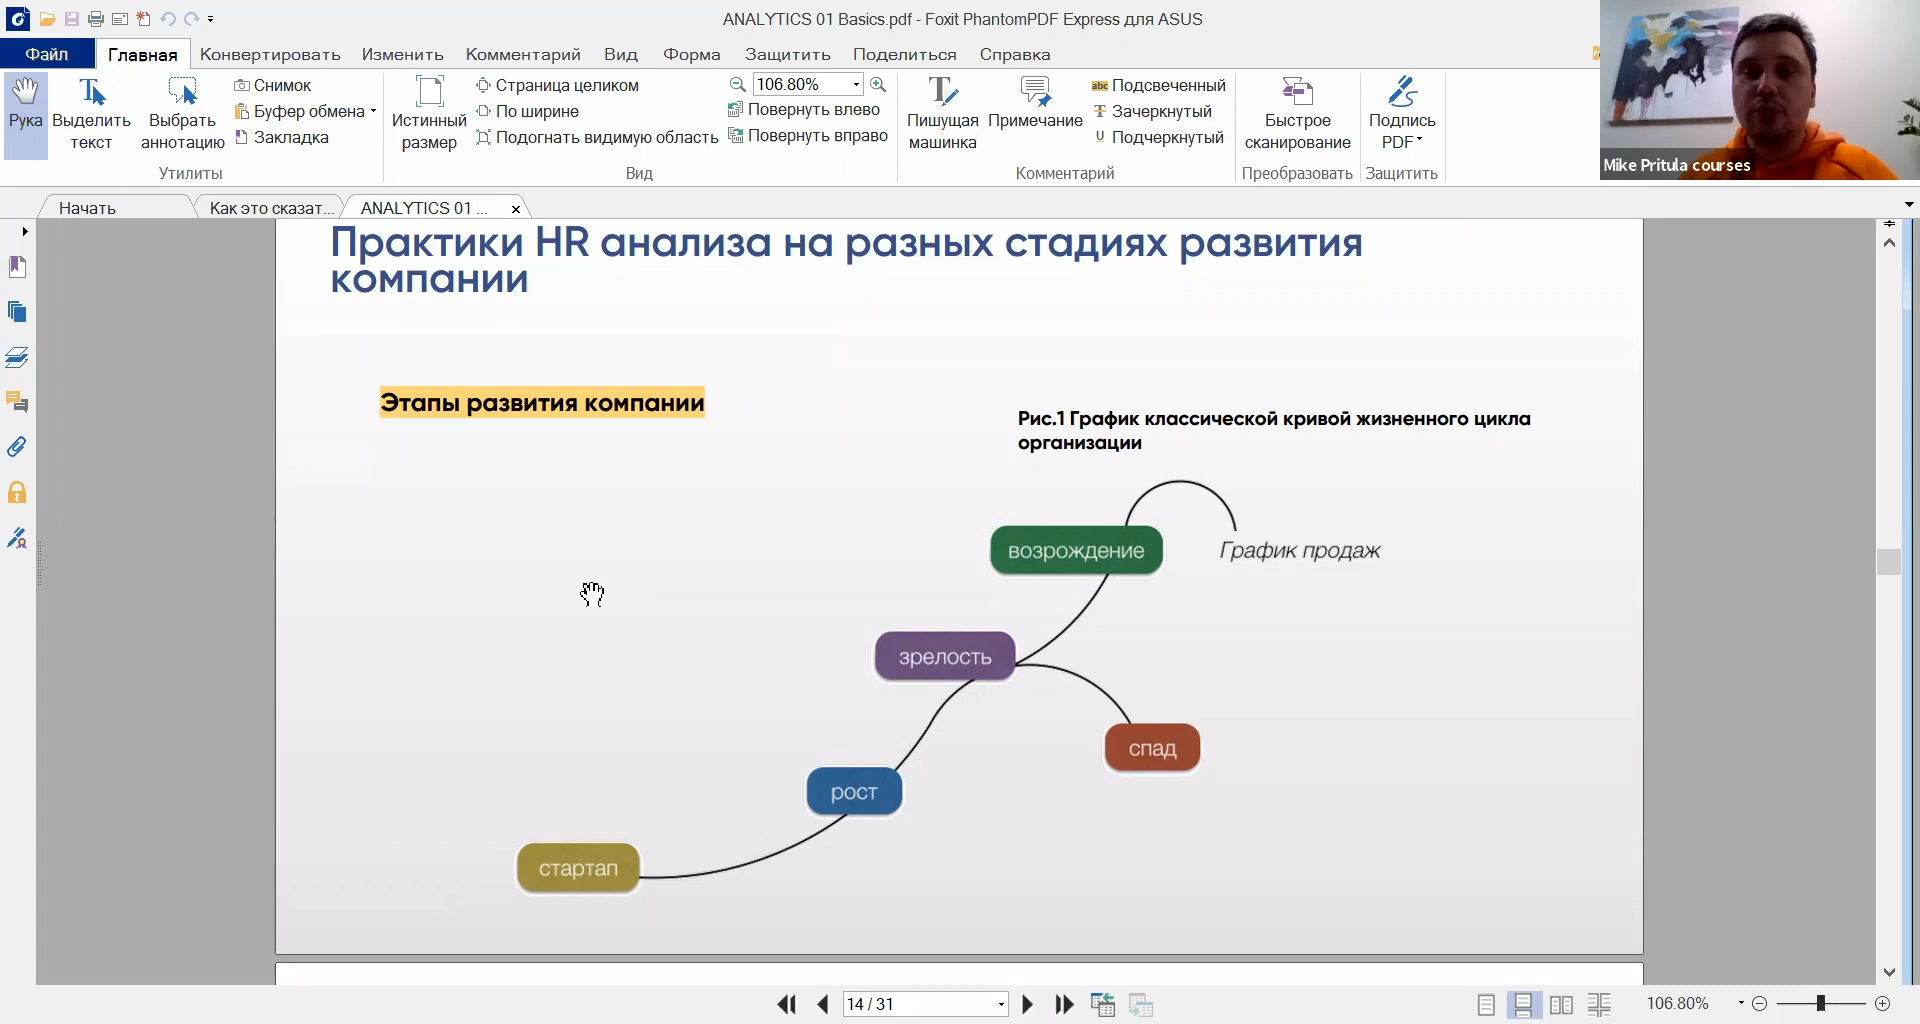 ANALYTICS 01 Basics.pdf - Foxit PhantomPDF Express для ASUS
Файл Главная Конвертировать Изменить Комментарий Вид Форма Защитить Поделиться Справка
Рука
Выделить текст
Выбрать аннотацию
Снимок
Буфер обмена
Закладка
Утилиты
Истинный размер
Страница целиком
По ширине
Подогнать видимую область
106.80%
Повернуть влево
Повернуть вправо
Вид
Пишущая машинка
Примечание
abc Подсвеченный
Зачеркнутый
Подчеркнутый
Комментарий
Быстрое сканирование
Преобразовать
Подпись PDF
Защитить
Mike Pritula courses
Начать Как это сказат... ANALYTICS 01 ...
Практики HR анализа на разных стадиях развития
компании
Этапы развития компании
Рис.1 График классической кривой жизненного цикла
организации
возрождение
График продаж
зрелость
спад
рост
стартап
14 / 31
106.80%